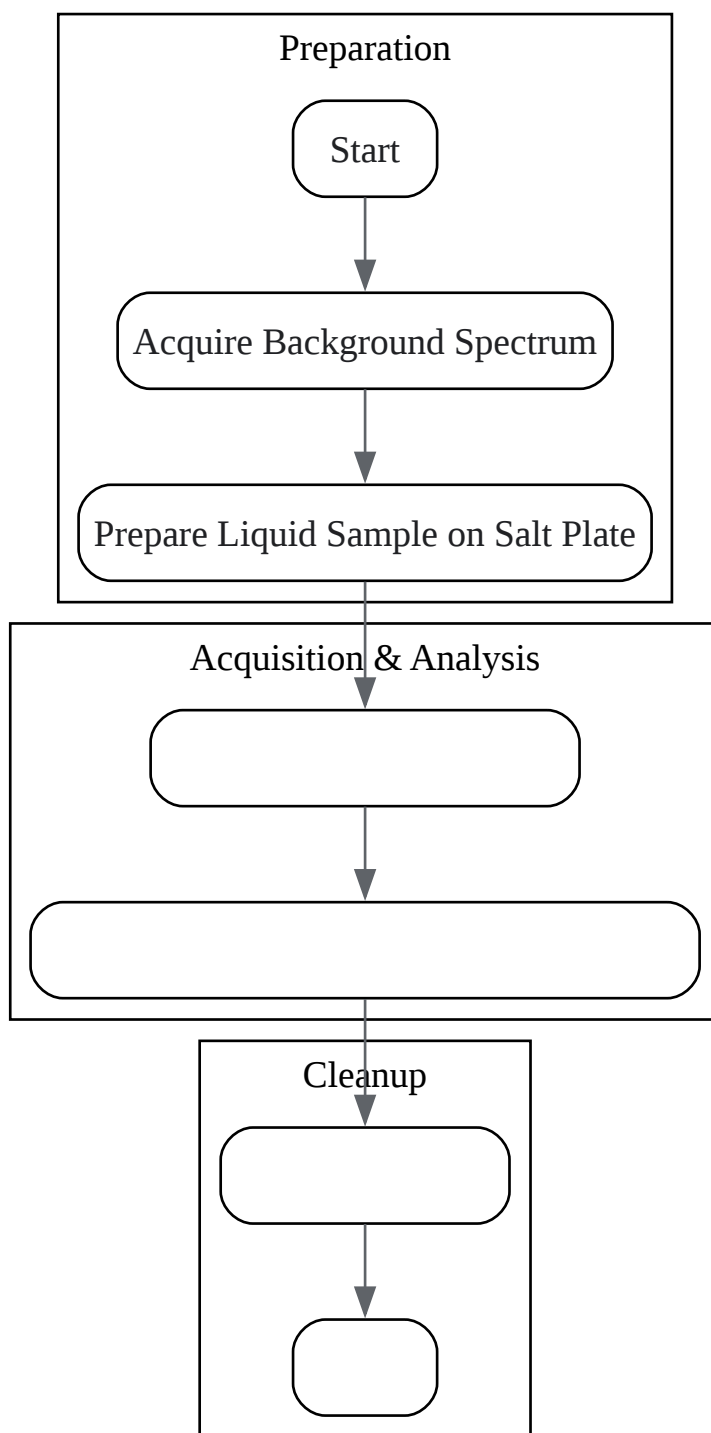 Preparation
Start
Acquire Background Spectrum
Prepare Liquid Sample on Salt Plate
Acquisition & Analysis
Cleanup